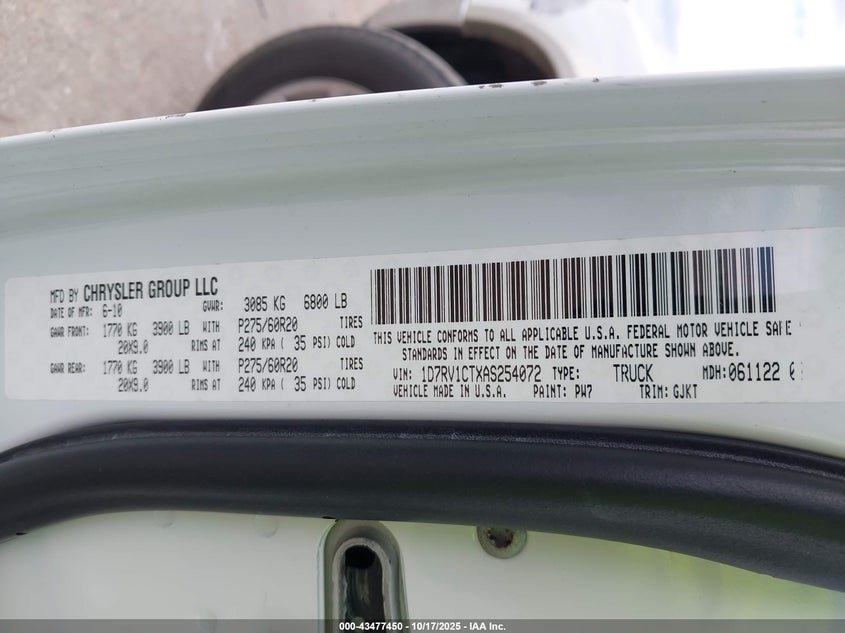 MFD BY CHRYSLER GROUP LLC
DATE OF MFR: 6-10 GVWR: 3085 KG 6800 LB
GAWR FRONT: 1770 KG 3900 LB WITH P275/60R20 TIRES
20X9.0 RIMS AT 240 KPA ( 35 PSI) COLD
GAWR REAR: 1770 KG 3900 LB WITH P275/60R20 TIRES
20X9.0 RIMS AT 240 KPA ( 35 PSI) COLD
THIS VEHICLE CONFORMS TO ALL APPLICABLE U.S.A. FEDERAL MOTOR VEHICLE SAFE
STANDARDS IN EFFECT ON THE DATE OF MANUFACTURE SHOWN ABOVE.
VIN: 1D7RV1CTXAS254072 TYPE: TRUCK MDH:061122
VEHICLE MADE IN U.S.A. PAINT: PW7 TRIM: GJKT
000-43477450 - 10/17/2025 - IAA Inc.